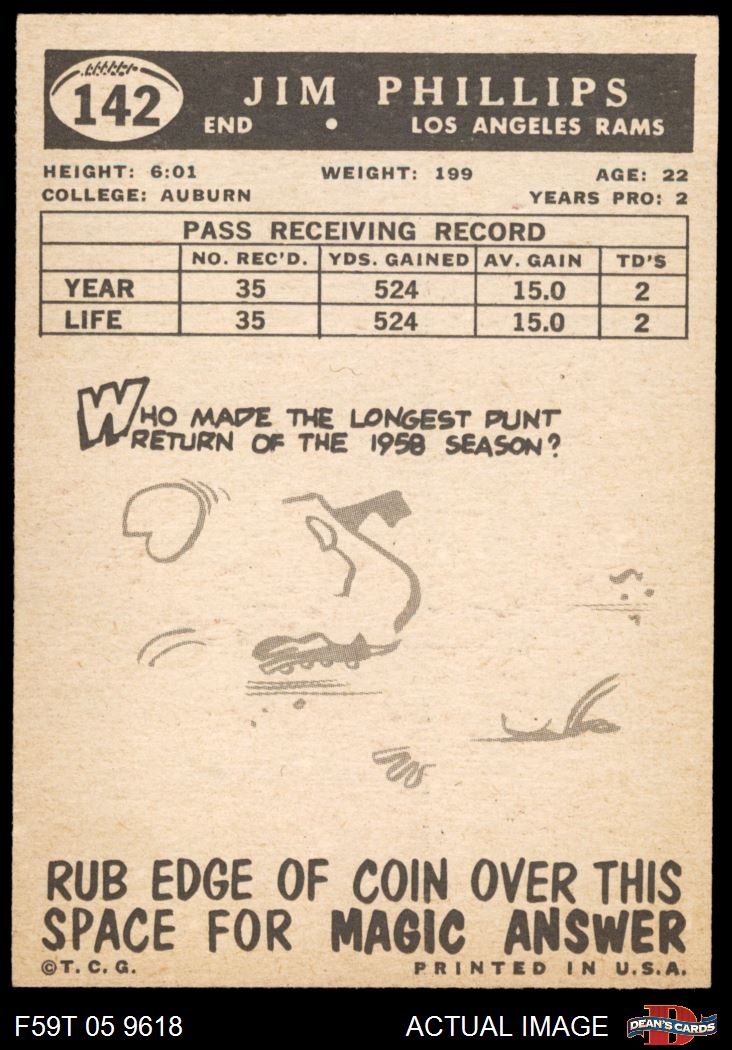 142
JIM PHILLIPS
END • LOS ANGELES RAMS
HEIGHT: 6:01 WEIGHT: 199 AGE: 22
COLLEGE: AUBURN YEARS PRO: 2
PASS RECEIVING RECORD
NO. REC'D. YDS. GAINED AV. GAIN TD'S
YEAR 35 524 15.0 2
LIFE 35 524 15.0 2
WHO MADE THE LONGEST PUNT
RETURN OF THE 1958 SEASON?
RUB EDGE OF COIN OVER THIS
SPACE FOR MAGIC ANSWER
©T. C. G. PRINTED IN U.S.A.
F59T 05 9618 ACTUAL IMAGE DEAN'S CARDS